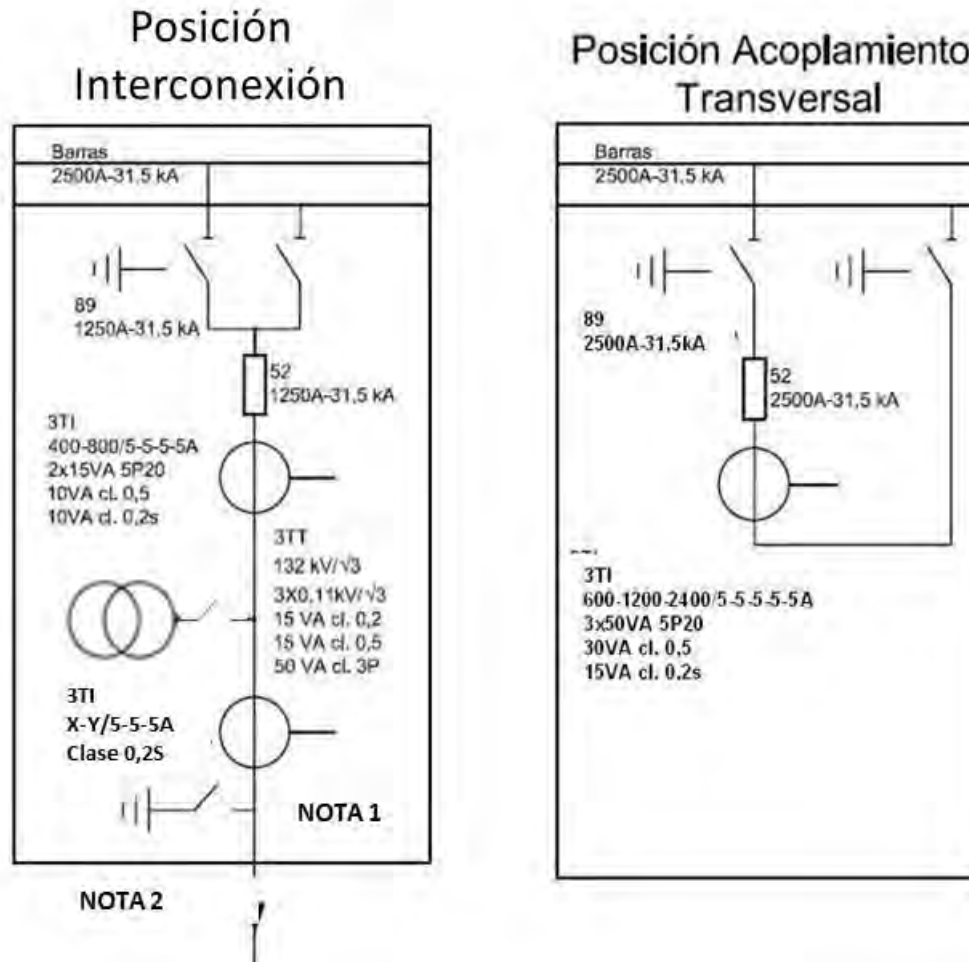 Posición
Interconexión
Barras
2500A-31,5 kA
89
1250A-31,5 kA
52
1250A-31,5 kA
3TI
400-800/5-5-5-5A
2x15VA 5P20
10VA cl. 0,5
10VA cl. 0,2s
3TT
132 kV/√3
3X0,11kV/√3
15 VA cl. 0,2
15 VA cl. 0,5
50 VA cl. 3P
3TI
X-Y/5-5-5A
Clase 0,2S
NOTA 1
NOTA 2
Posición Acoplamiento
Transversal
Barras
2500A-31,5 kA
89
2500A-31,5kA
52
2500A-31,5 kA
3TI
600-1200-2400/5-5-5-5-5A
3x50VA 5P20
30VA cl. 0,5
15VA cl. 0,2s